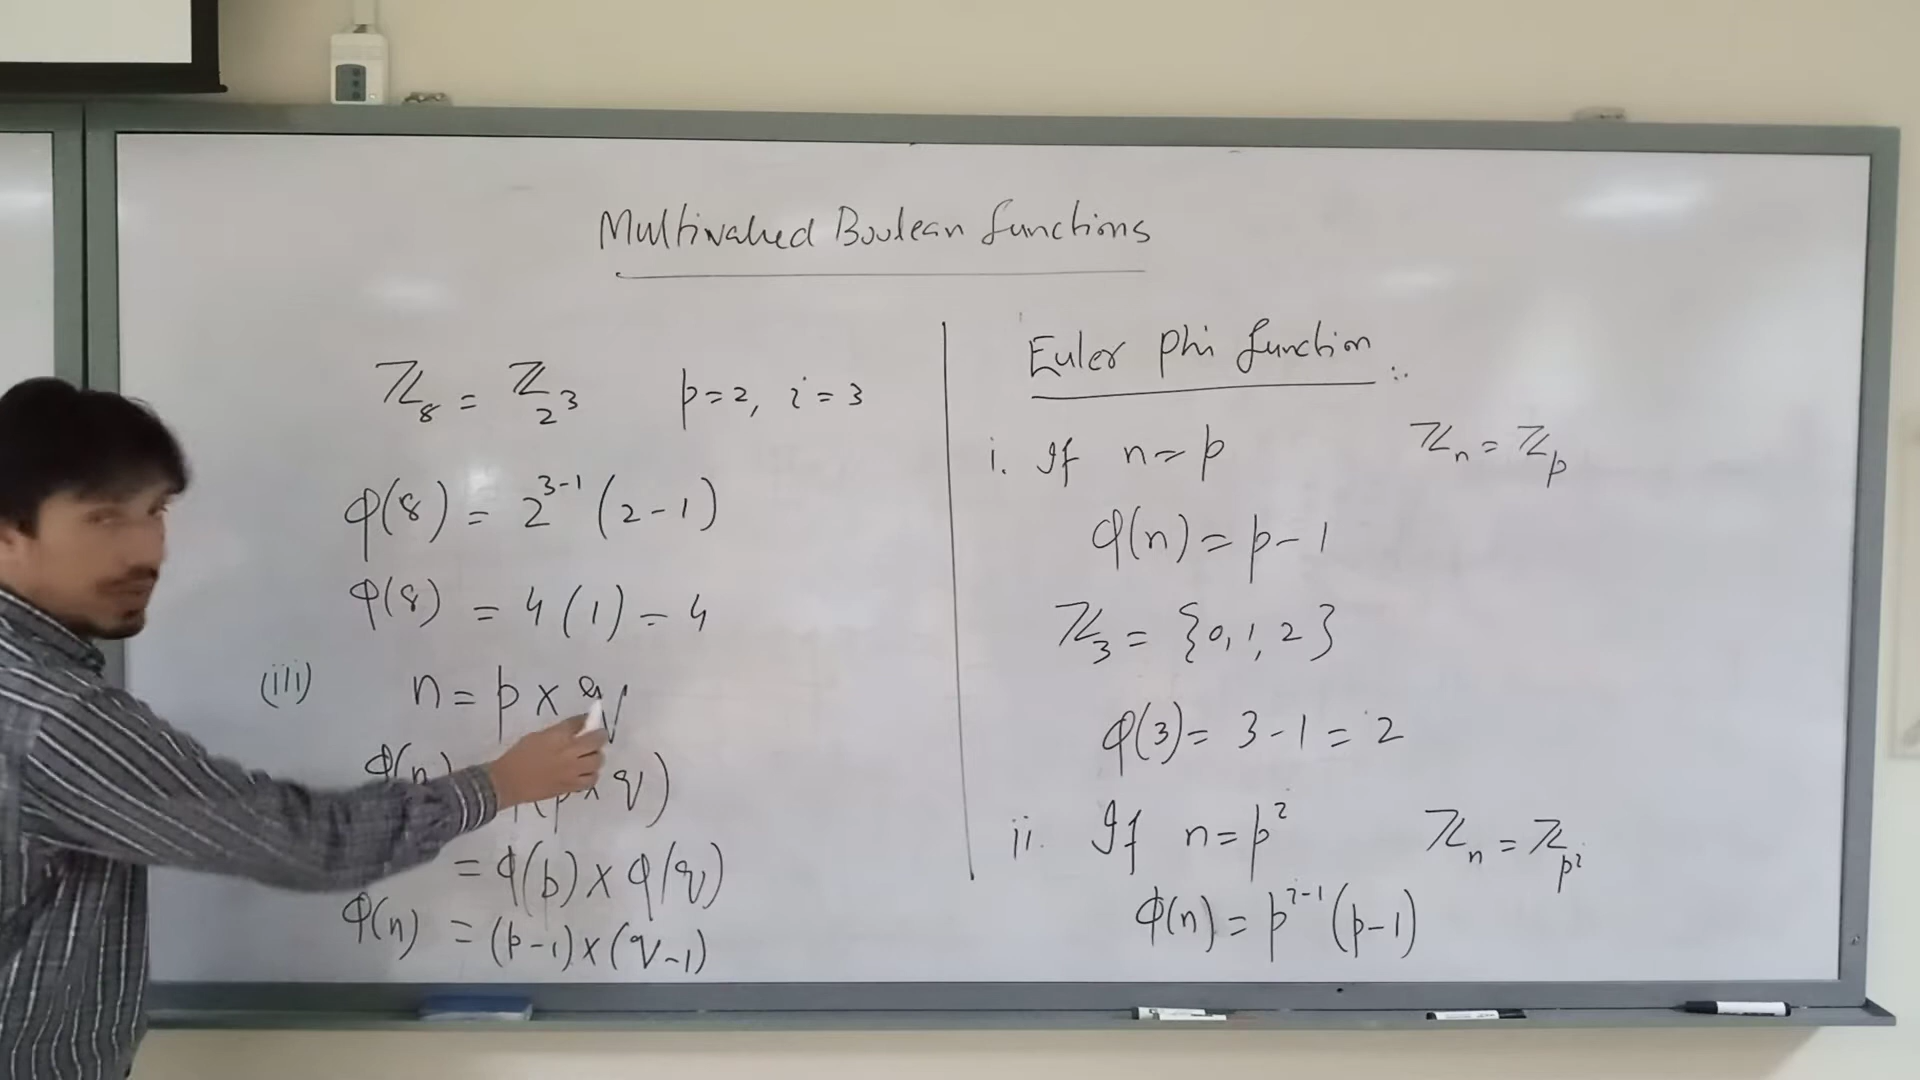 Multivalued Boolean functions
Euler Phi function
i. If n = p ℤₙ = ℤₚ
φ(n) = p-1
ℤ₃ = {0, 1, 2}
φ(3) = 3-1 = 2
ii. If n = pⁱ ℤₙ = ℤ_pⁱ
φ(n) = pⁱ⁻¹(p-1)
ℤ₈ = ℤ_2³ p = 2, i = 3
φ(8) = 2³⁻¹ (2-1)
φ(8) = 4 (1) = 4
(iii) n = p × q
φ(n) (p × q)
= φ(p) × φ(q)
φ(n) = (p-1) × (q-1)